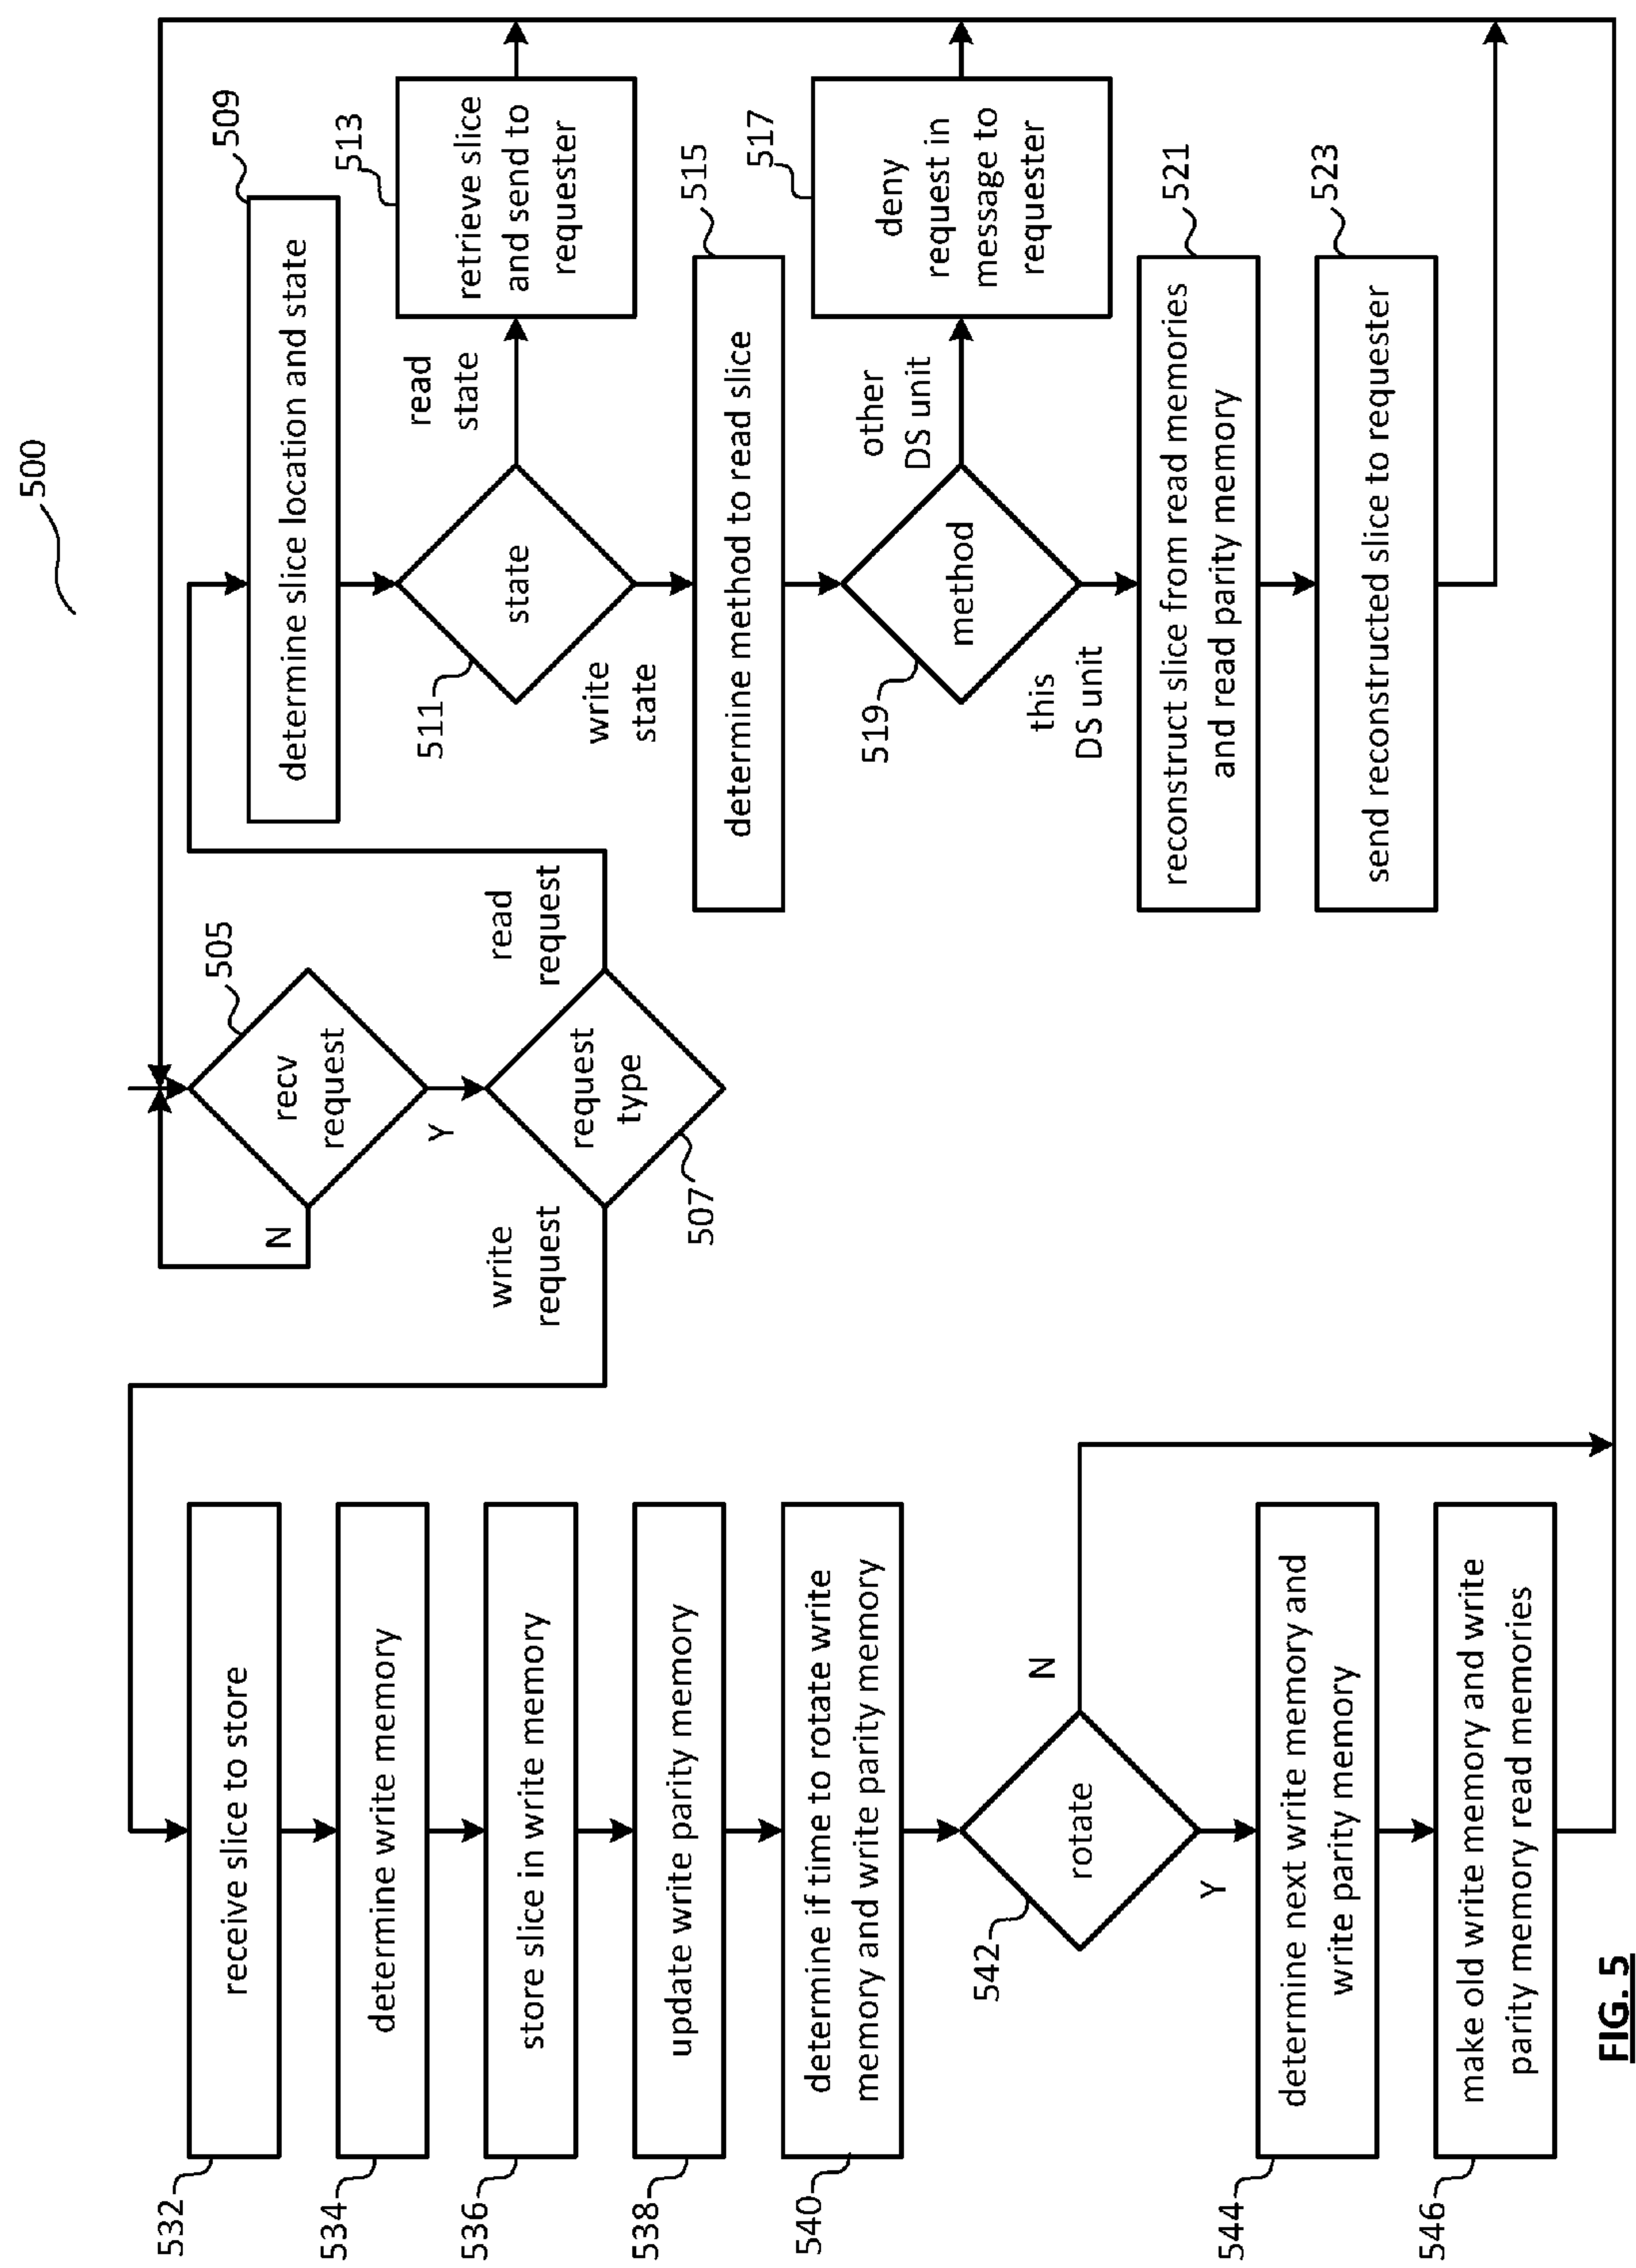 500
505
recv
request
N
Y
request
type
507
write
request
read
request
532
receive slice to store
534
determine write memory
536
store slice in write memory
538
update write parity memory
540
determine if time to rotate write
memory and write parity memory
542
rotate
N
Y
544
determine next write memory and
write parity memory
546
make old write memory and write
parity memory read memories
509
determine slice location and state
511
state
read
state
513
retrieve slice
and send to
requester
write
state
515
determine method to read slice
519
method
other
DS unit
517
deny
request in
message to
requester
this
DS unit
521
reconstruct slice from read memories
and read parity memory
523
send reconstructed slice to requester
FIG. 5